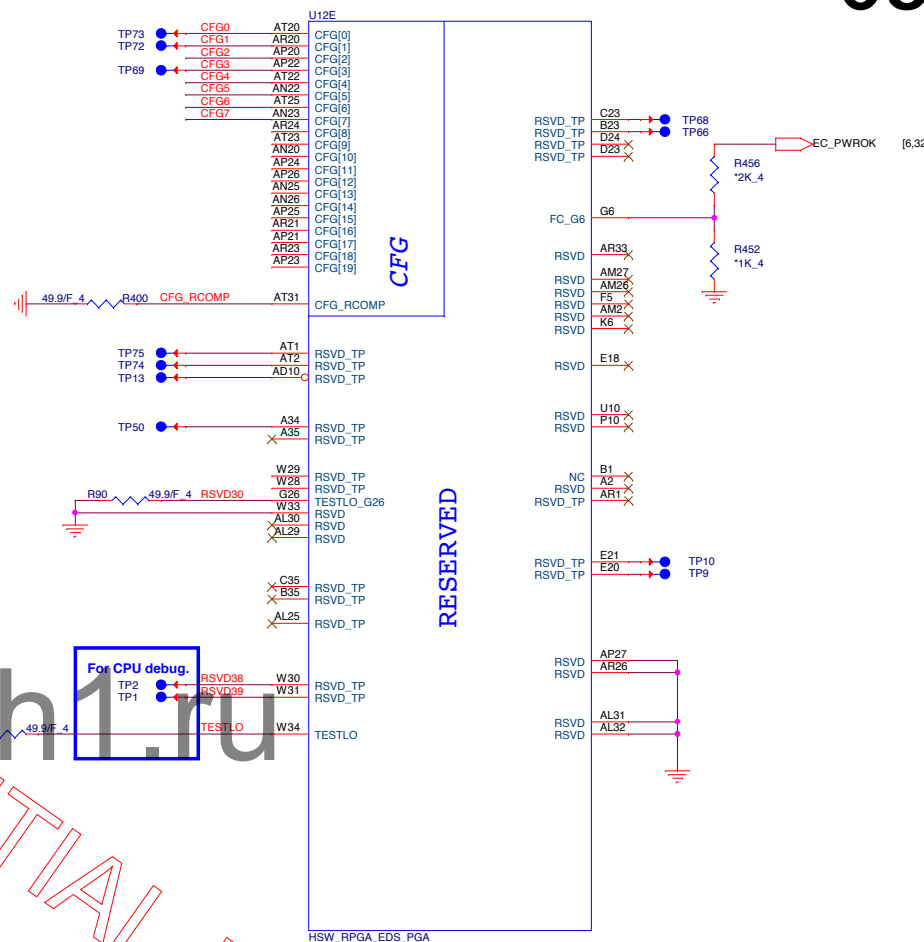 U12E
TP73 CFG0 AT20 CFG[0]
TP72 CFG1 AR20 CFG[1]
CFG2 AP20 CFG[2]
TP69 CFG3 AP22 CFG[3]
CFG4 AT22 CFG[4]
CFG5 AN22 CFG[5]
CFG6 AT25 CFG[6]
CFG7 AN23 CFG[7]
AR24 CFG[8]
AT23 CFG[9]
AN20 CFG[10]
AP24 CFG[11]
AP26 CFG[12]
AN25 CFG[13]
AN26 CFG[14]
AP25 CFG[15]
AR21 CFG[16]
AP21 CFG[17]
AR23 CFG[18]
AP23 CFG[19]
CFG
49.9/F_4 R400 CFG_RCOMP AT31 CFG_RCOMP
TP75 AT1 RSVD_TP
TP74 AT2 RSVD_TP
TP13 AD10 RSVD_TP
TP50 A34 RSVD_TP
A35 RSVD_TP
W29 RSVD_TP
W28 RSVD_TP
R90 49.9/F_4 RSVD30 G26 TESTLO_G26
W33 RSVD
AL30 RSVD
AL29 RSVD
C35 RSVD_TP
B35 RSVD_TP
AL25 RSVD_TP
For CPU debug.
TP2 RSVD38 W30 RSVD_TP
TP1 RSVD39 W31 RSVD_TP
49.9/F_4 TESTLO W34 TESTLO
RESERVED
RSVD_TP C23 TP68
RSVD_TP B23 TP66
RSVD_TP D24
RSVD_TP D23
EC_PWROK [6,32
R456
*2K_4
FC_G6 G6
R452
*1K_4
RSVD AR33
RSVD AM27
RSVD AM26
RSVD F5
RSVD AM2
RSVD K6
RSVD E18
RSVD U10
RSVD P10
NC B1
RSVD A2
RSVD_TP AR1
RSVD_TP E21 TP10
RSVD_TP E20 TP9
RSVD AP27
RSVD AR26
RSVD AL31
RSVD AL32
HSW_RPGA_EDS_PGA
h1.ru
TIAL